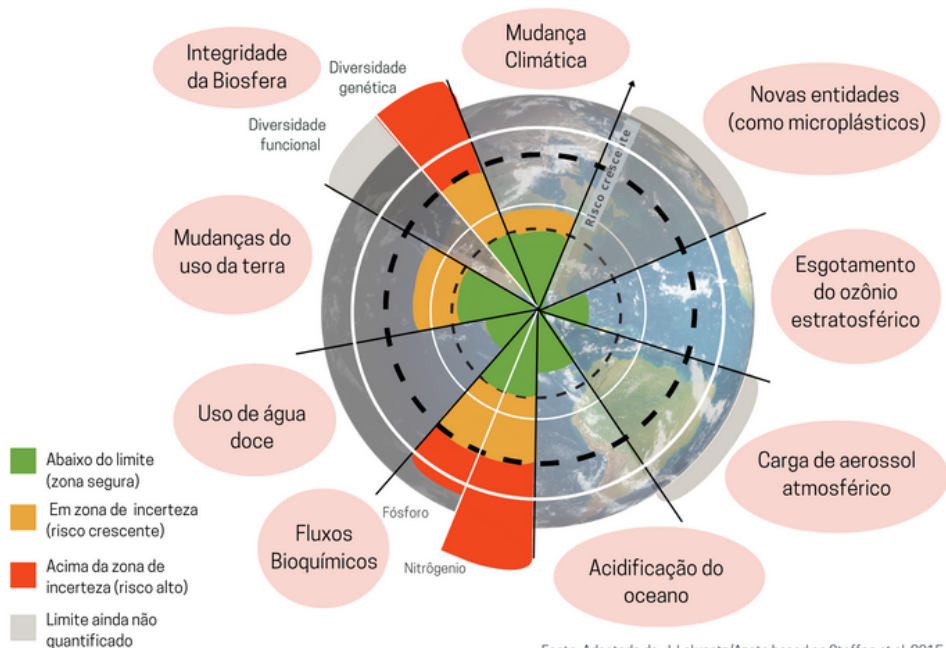 Mudança
Climática
Integridade
da Biosfera
Diversidade
genética
Diversidade
funcional
Risco crescente
Novas entidades
(como microplásticos)
Mudanças do
uso da terra
Esgotamento
do ozônio
estratosférico
Uso de água
doce
Carga de aerossol
atmosférico
Fósforo
Nitrôgenio
Fluxos
Bioquímicos
Acidificação do
oceano
Abaixo do limite
(zona segura)
Em zona de incerteza
(risco crescente)
Acima da zona de
incerteza (risco alto)
Limite ainda não
quantificado